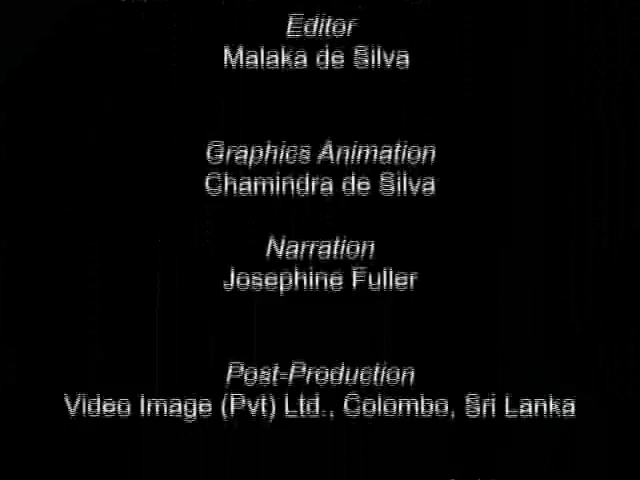 Editor
Malaka de Silva
Graphics Animation
Chamindra de Silva
Narration
Josephine Fuller
Post-Production
Video Image (Pvt) Ltd., Colombo, Sri Lanka